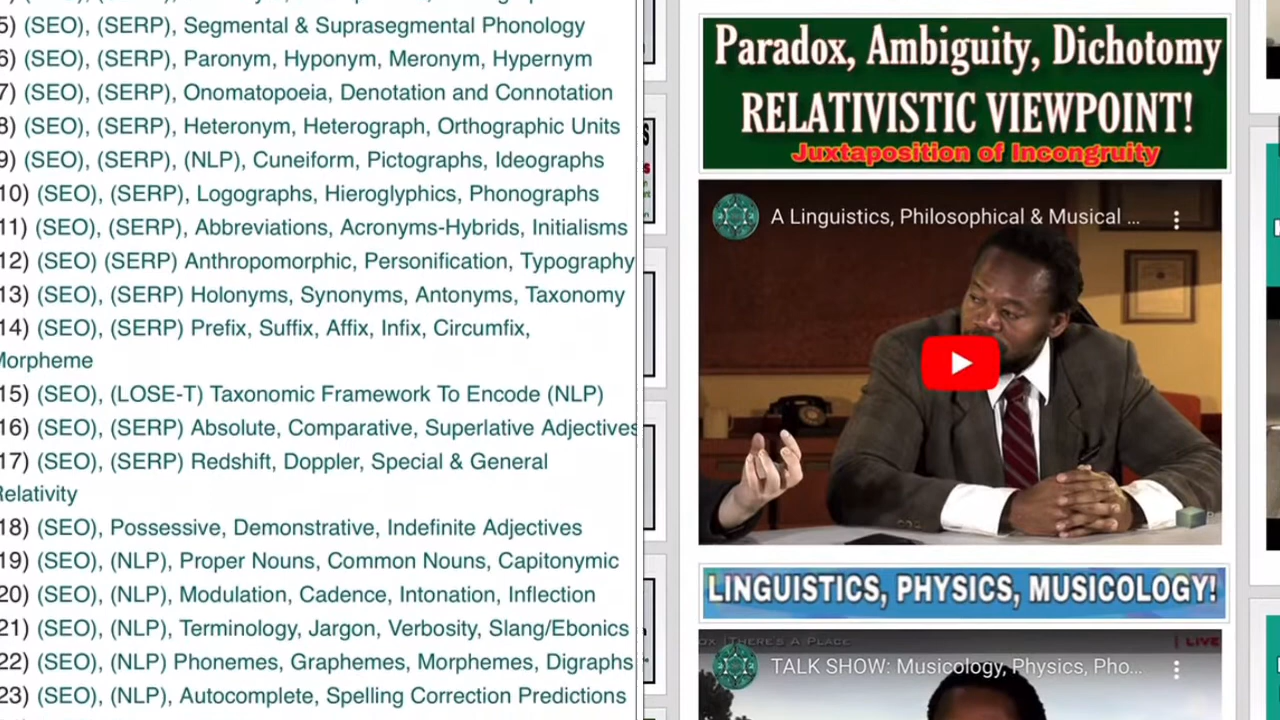 5) (SEO), (SERP), Segmental & Suprasegmental Phonology
6) (SEO), (SERP), Paronym, Hyponym, Meronym, Hypernym
7) (SEO), (SERP), Onomatopoeia, Denotation and Connotation
8) (SEO), (SERP), Heteronym, Heterograph, Orthographic Units
9) (SEO), (SERP), (NLP), Cuneiform, Pictographs, Ideographs
10) (SEO), (SERP), Logographs, Hieroglyphics, Phonographs
11) (SEO), (SERP), Abbreviations, Acronyms-Hybrids, Initialisms
12) (SEO) (SERP) Anthropomorphic, Personification, Typography
13) (SEO), (SERP) Holonyms, Synonyms, Antonyms, Taxonomy
14) (SEO), (SERP) Prefix, Suffix, Affix, Infix, Circumfix,
Morpheme
15) (SEO), (LOSE-T) Taxonomic Framework To Encode (NLP)
16) (SEO), (SERP) Absolute, Comparative, Superlative Adjectives
17) (SEO), (SERP) Redshift, Doppler, Special & General
Relativity
18) (SEO), Possessive, Demonstrative, Indefinite Adjectives
19) (SEO), (NLP), Proper Nouns, Common Nouns, Capitonymic
20) (SEO), (NLP), Modulation, Cadence, Intonation, Inflection
21) (SEO), (NLP), Terminology, Jargon, Verbosity, Slang/Ebonics
22) (SEO), (NLP) Phonemes, Graphemes, Morphemes, Digraphs
23) (SEO), (NLP), Autocomplete, Spelling Correction Predictions
Paradox, Ambiguity, Dichotomy
RELATIVISTIC VIEWPOINT!
Juxtaposition of Incongruity
A Linguistics, Philosophical & Musical ...
LINGUISTICS, PHYSICS, MUSICOLOGY!
THERE'S A PLACE
LIVE
TALK SHOW: Musicology, Physics, Pho...